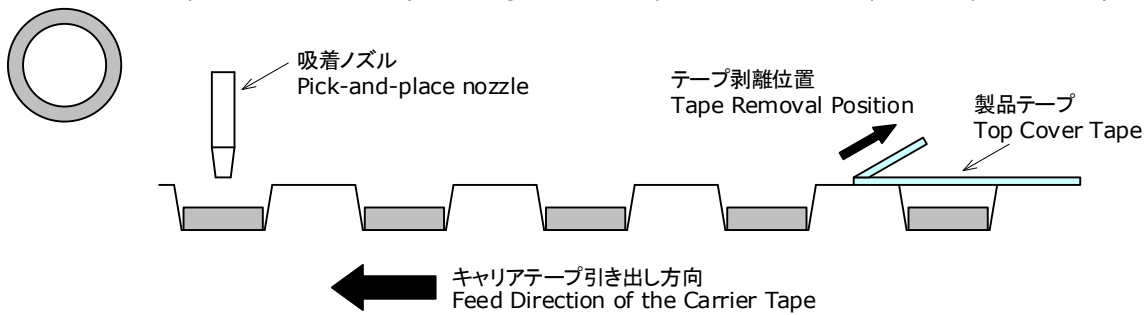 吸着ノズル
Pick-and-place nozzle
テープ剥離位置
Tape Removal Position
製品テープ
Top Cover Tape
キャリアテープ引き出し方向
Feed Direction of the Carrier Tape